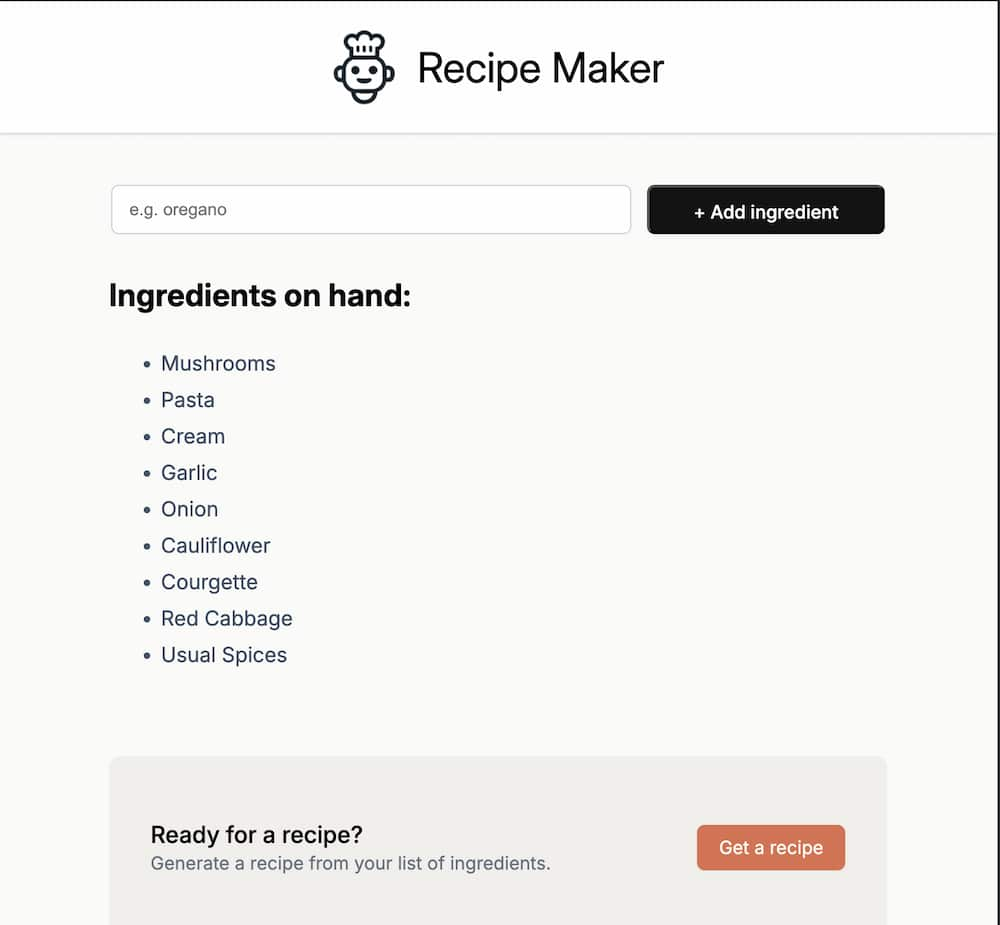 Recipe Maker
e.g. oregano
+ Add ingredient
Ingredients on hand:
Mushrooms
Pasta
Cream
Garlic
Onion
Cauliflower
Courgette
Red Cabbage
Usual Spices
Ready for a recipe?
Generate a recipe from your list of ingredients.
Get a recipe